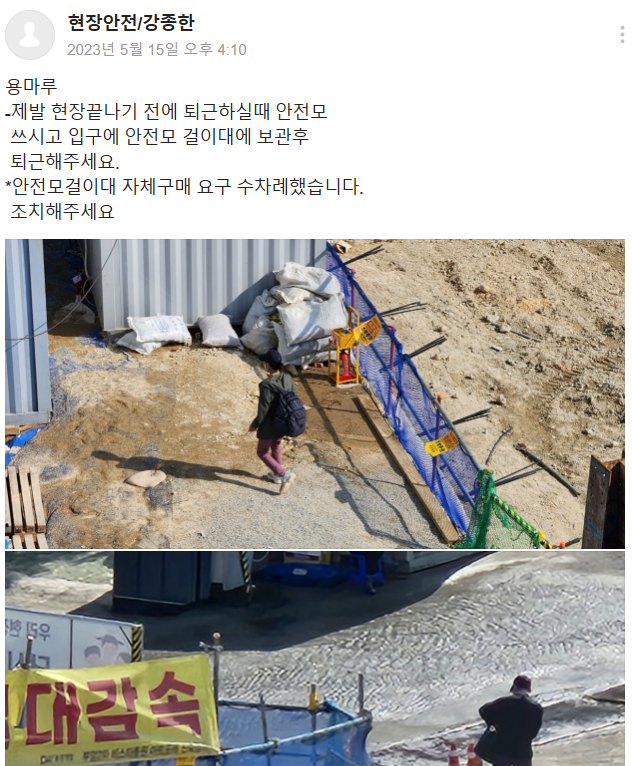 현장안전/강종한
2023년 5월 15일 오후 4:10
용마루
-제발 현장끝나기 전에 퇴근하실때 안전모
쓰시고 입구에 안전모 걸이대에 보관후
퇴근해주세요.
*안전모걸이대 자체구매 요구 수차례했습니다.
조치해주세요
우리 현
대감속